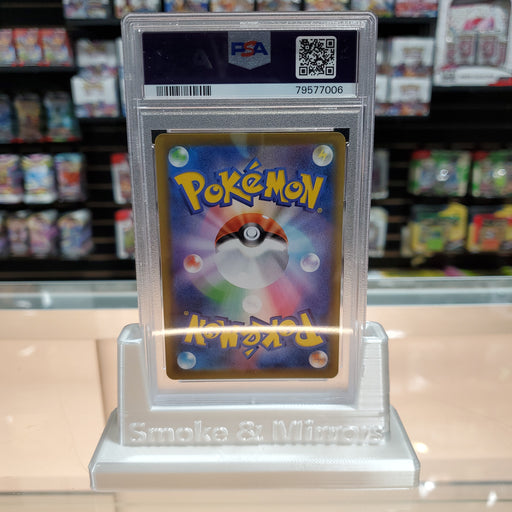 PSA
79577006
POKéMON
POKéMON
Smoke & Mirrors